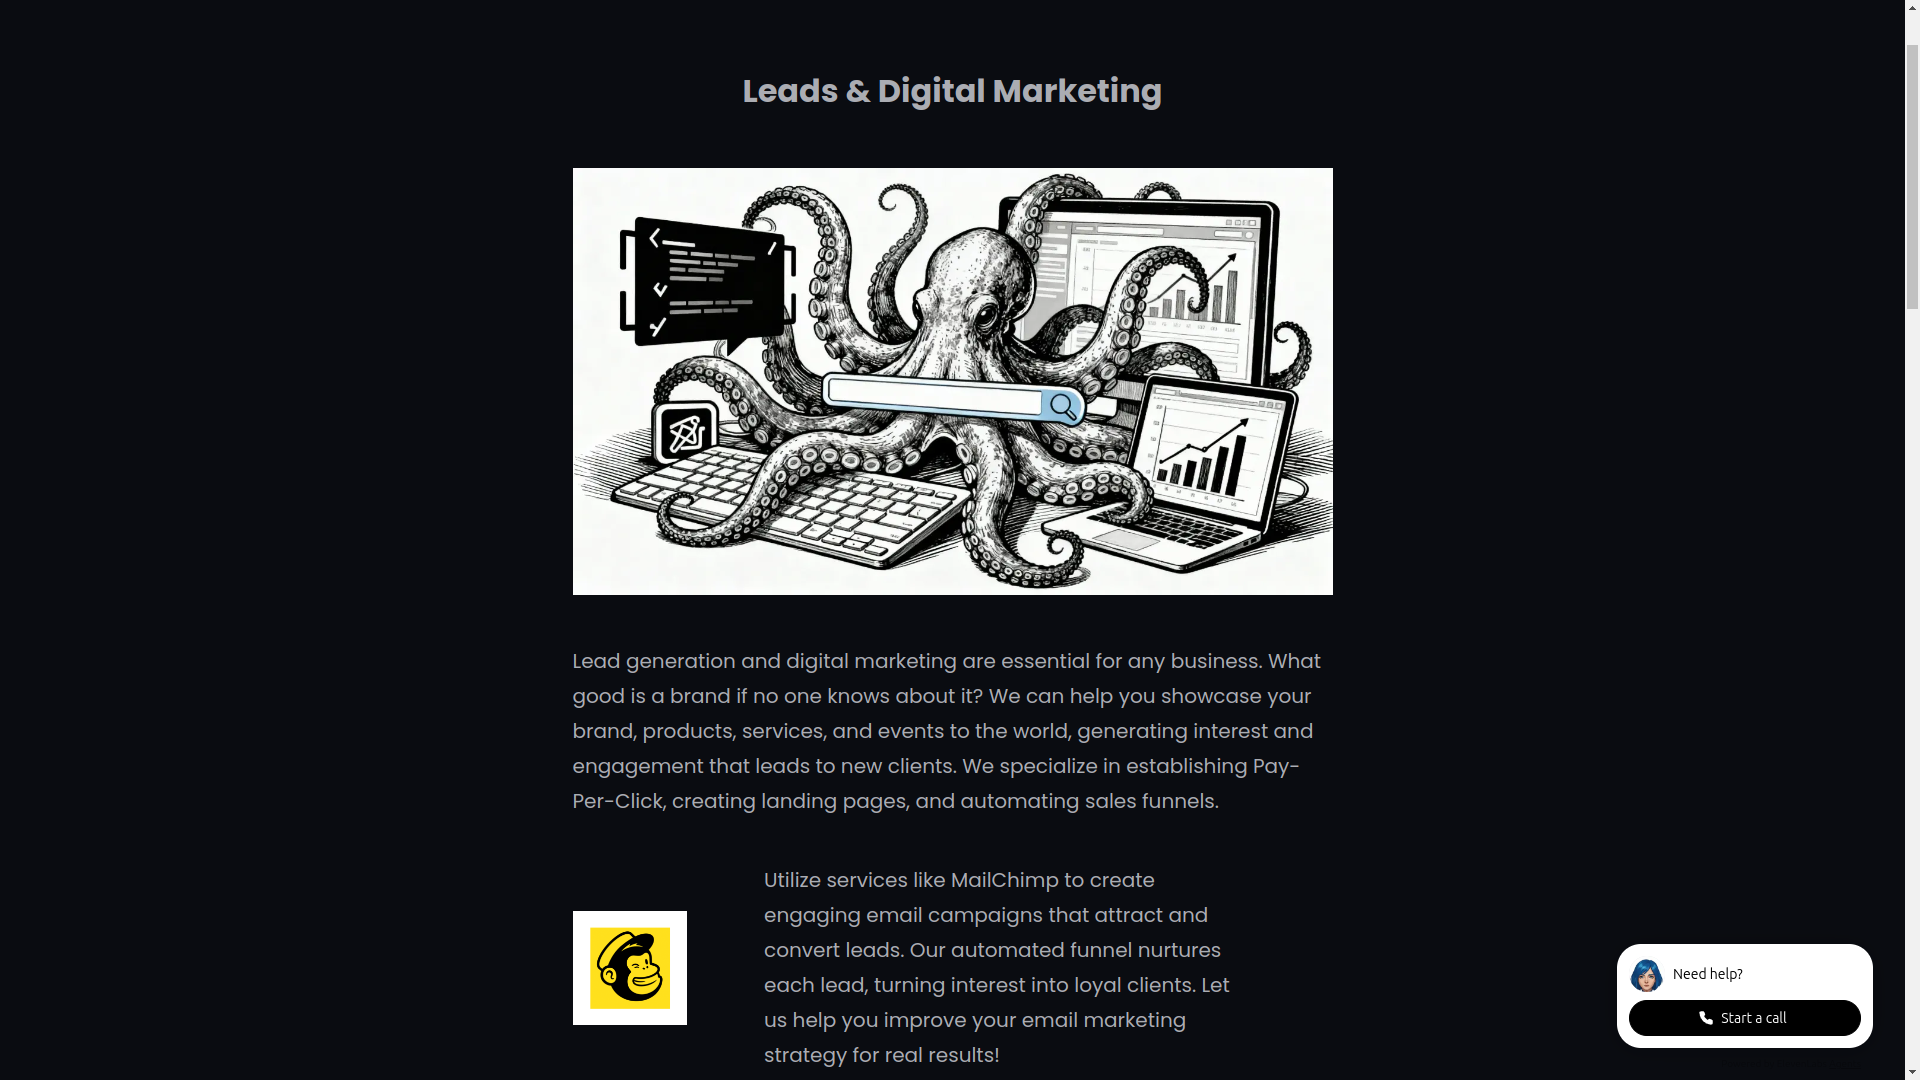 Leads & Digital Marketing
Lead generation and digital marketing are essential for any business. What
good is a brand if no one knows about it? We can help you showcase your
brand, products, services, and events to the world, generating interest and
engagement that leads to new clients. We specialize in establishing Pay-
Per-Click, creating landing pages, and automating sales funnels.
Utilize services like MailChimp to create
engaging email campaigns that attract and
convert leads. Our automated funnel nurtures
each lead, turning interest into loyal clients. Let
us help you improve your email marketing
strategy for real results!
Need help?
Start a call